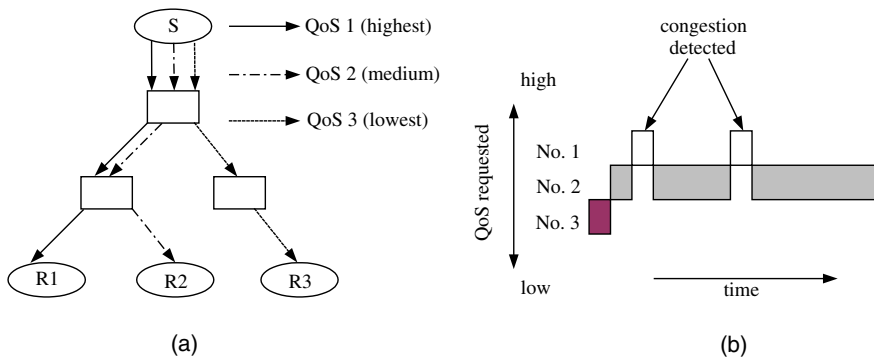 S
QoS 1 (highest)
QoS 2 (medium)
QoS 3 (lowest)
R1
R2
R3
(a)
congestion
detected
high
QoS requested
No. 1
No. 2
No. 3
low
time
(b)